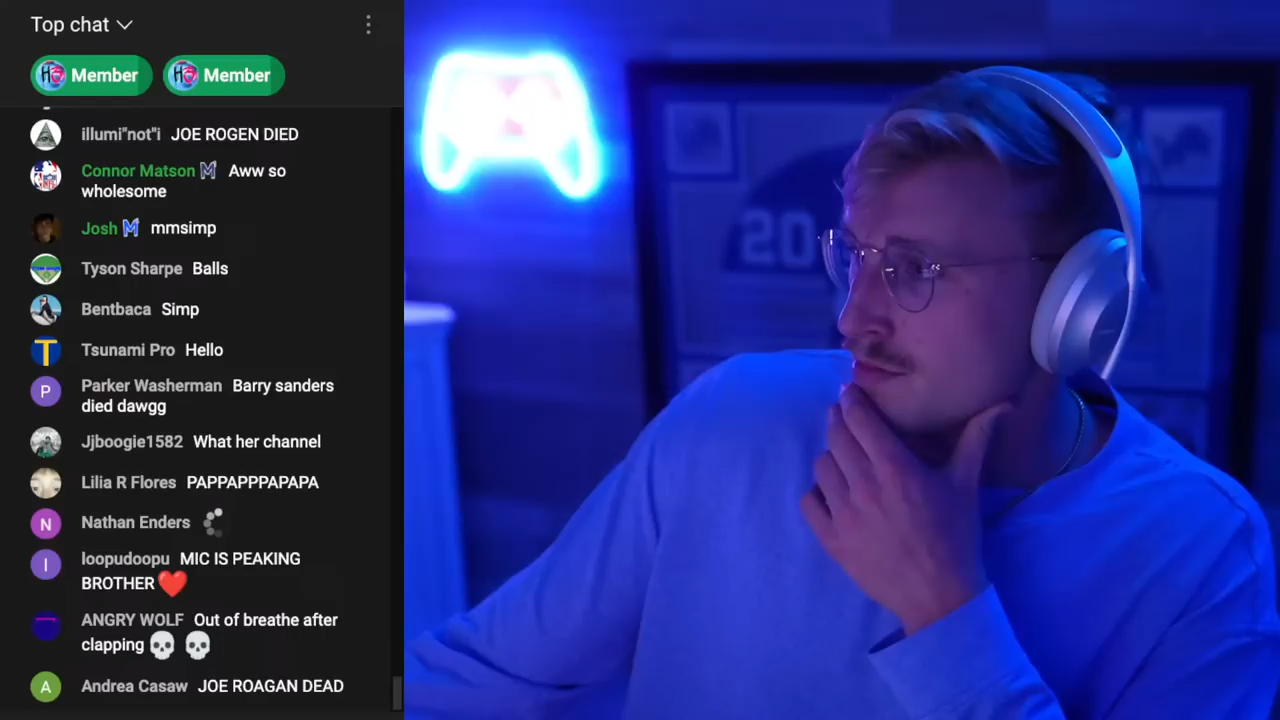 Top chat
Member Member
illumi"not"i JOE ROGEN DIED
Connor Matson Aww so
wholesome
Josh mmsimp
Tyson Sharpe Balls
Bentbaca Simp
Tsunami Pro Hello
Parker Washerman Barry sanders
died dawgg
Jjboogie1582 What her channel
Lilia R Flores PAPPAPPPAPAPA
Nathan Enders
loopudoopu MIC IS PEAKING
BROTHER❤️
ANGRY WOLF Out of breathe after
clapping 💀 💀
Andrea Casaw JOE ROAGAN DEAD
20